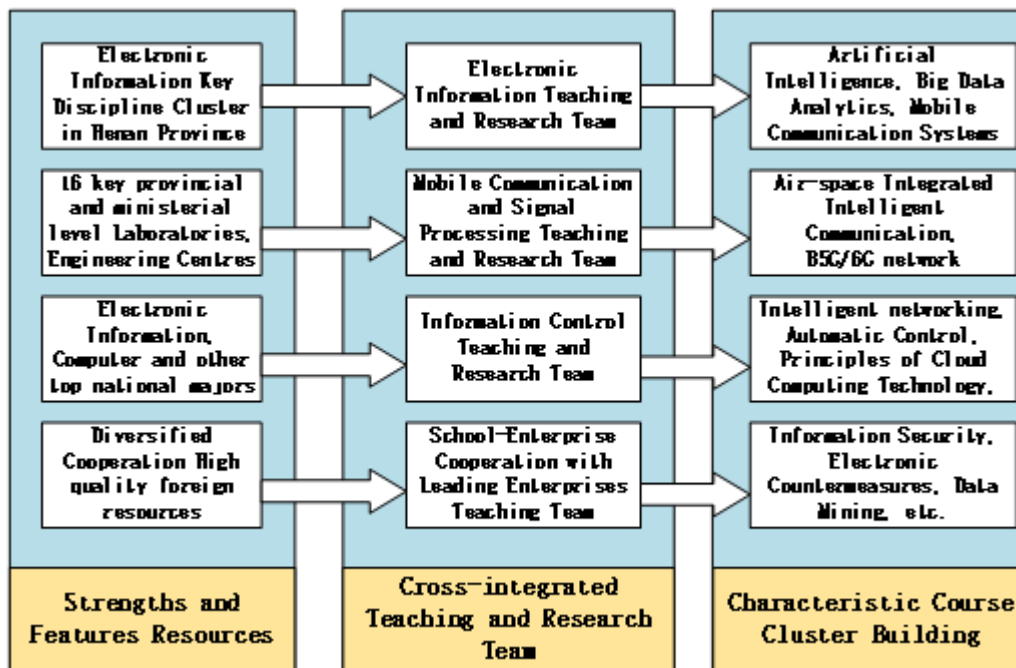 Electronic
Information Key
Discipline Cluster
in Henan Province
Electronic
Information Teaching
and Research Team
Artificial
Intelligence, Big Data
Analytics, Mobile
Communication Systems
16 key provincial
and ministerial
level Laboratories,
Engineering Centres
Mobile Communication
and Signal
Processing Teaching
and Research Team
Air-space Integrated
Intelligent
Communication,
B5G/6G network
Electronic
Information,
Computer and other
top national majors
Information Control
Teaching and
Research Team
Intelligent networking,
Automatic Control,
Principles of Cloud
Computing Technology,
Diversified
Cooperation High
quality foreign
resources
School-Enterprise
Cooperation with
Leading Enterprises
Teaching Team
Information Security,
Electronic
Countermeasures, Data
Mining, etc.
Strengths and
Features Resources
Cross-integrated
Teaching and Research
Team
Characteristic Course
Cluster Building